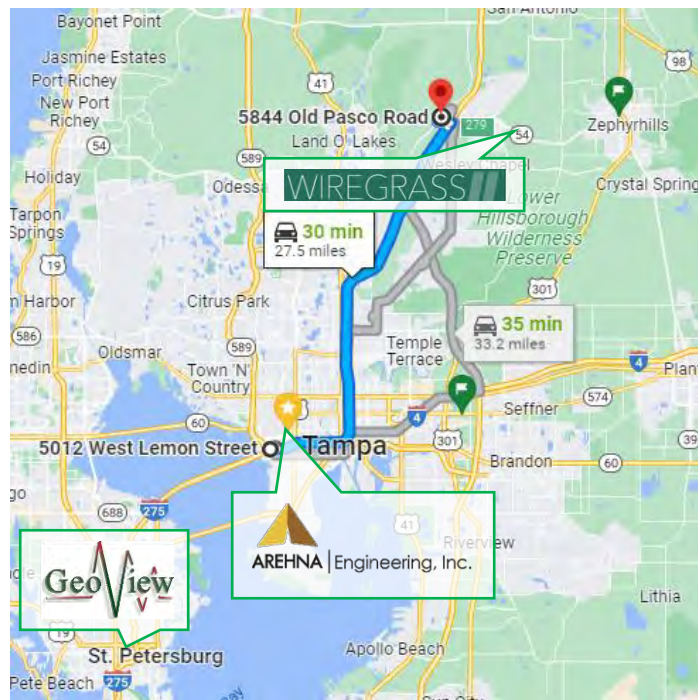 San Antonio
Bayonet Point
Jasmine Estates
Port Richey
New Port
Richey
41
98
5844 Old Pasco Road
279
Zephyrhills
Land O' Lakes
54
54
589
Wesley Chapel
Holiday
Odessa
Crystal Spring
WIREGRASS
Tarpon
Springs
Lower
Hillsborough
Wilderness
Preserve
30 min
27.5 miles
19
301
m Harbor
Citrus Park
35 min
33.2 miles
586
589
Temple
Terrace
Oldsmar
Town 'N'
Country
4
Plan
nedin
574
Seffner
60
4
301
39
5012 West Lemon Street
Tampa
Brandon
60
go
688
275
41
AREHNA Engineering, Inc.
Riverview
GeoView
Lithia
19
St. Petersburg
Apollo Beach
Pete Beach
275
Sun City